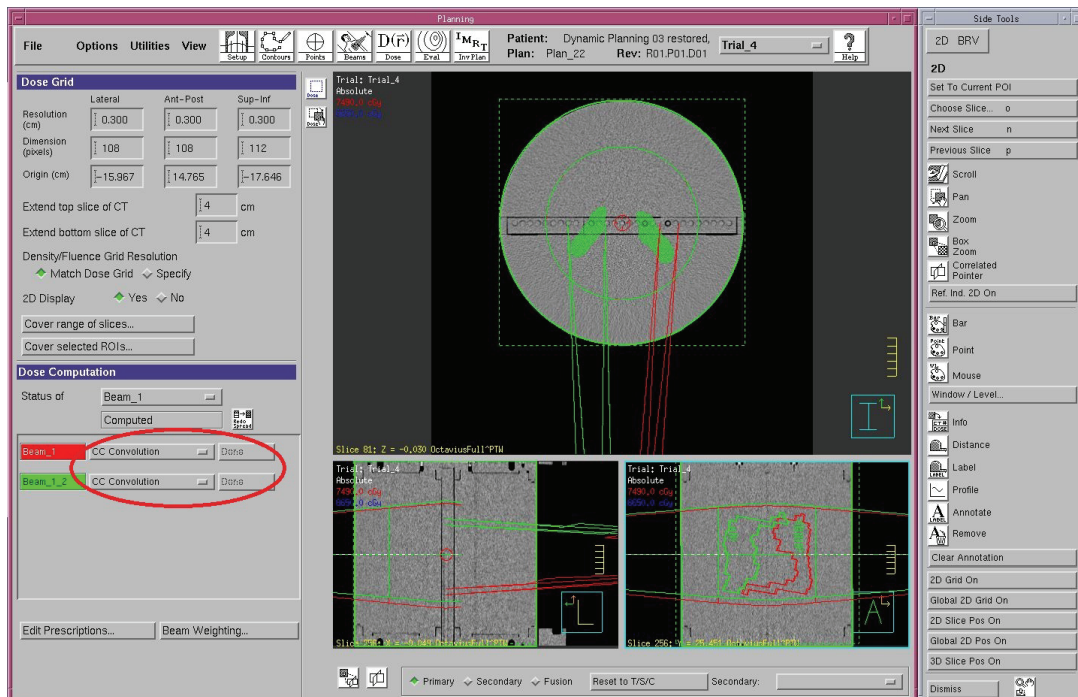 Planning
File Options Utilities View
Setup Contours Points Beams D(r) Dose Eval IMRT InvPlan
Patient: Dynamic Planning 03 restored,
Plan: Plan_22 Rev: R01.P01.D01
Trial_4
? Help
Dose Grid
Lateral Ant-Post Sup-Inf
Resolution (cm) 0.300 0.300 0.300
Dimension (pixels) 108 108 112
Origin (cm) -15.967 14.765 -17.646
Extend top slice of CT 4 cm
Extend bottom slice of CT 4 cm
Density/Fluence Grid Resolution
Match Dose Grid Specify
2D Display Yes No
Cover range of slices...
Cover selected ROIs...
Dose Computation
Status of Beam_1
Computed
Redo Spread
Beam_1 CC Convolution Done
Beam_1_2 CC Convolution Done
Edit Prescriptions... Beam Weighting...
Dose
Trial: Trial_4
Absolute
7490.0 cGy
Slice 81: Z = -0.030 OctaviusFull^PTW
I
Trial: Trial_4
Absolute
7490.0 cGy
6650.0 cGy
L
Trial: Trial_4
Absolute
7490.0 cGy
6650.0 cGy
A
Primary Secondary Fusion Reset to T/S/C Secondary:
Side Tools
2D BRV
2D
Set To Current POI
Choose Slice... o
Next Slice n
Previous Slice p
Scroll
Pan
Zoom
Box Zoom
Correlated Pointer
Ref. Ind. 2D On
Bar
Point
Mouse
Window / Level...
Info
Distance
Label
Profile
Annotate
Remove
Clear Annotation
2D Grid On
Global 2D Grid On
2D Slice Pos On
Global 2D Pos On
3D Slice Pos On
Dismiss